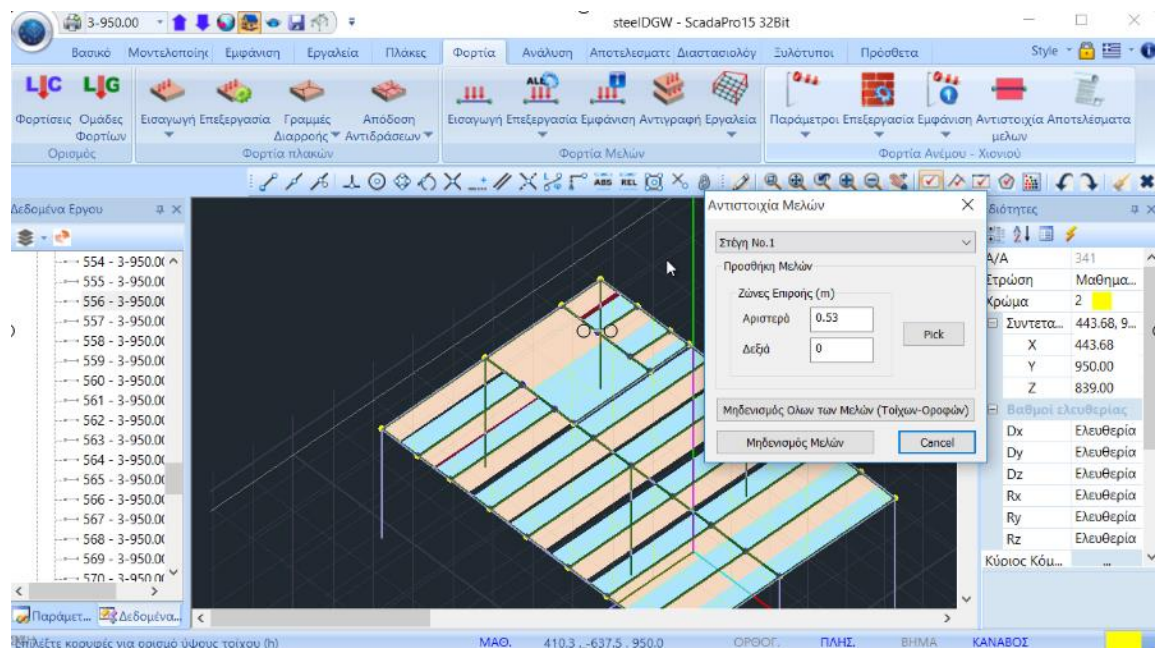 3-950.00
steelDGW - ScadaPro15 32Bit
Βασικό Μοντελοποίης Εμφάνιση Εργαλεία Πλάκες Φορτία Ανάλυση Αποτελεσματc Διαστασιολόγ Ξυλότυποι Πρόσθετα Style
Φορτίσεις Ομάδες Φορτίων
Εισαγωγή Επεξεργασία Γραμμές Διαρροής Απόδοση Αντιδράσεων
Εισαγωγή Επεξεργασία Εμφάνιση Αντιγραφή Εργαλεία
Παράμετροι Επεξεργασία Εμφάνιση Αντιστοιχία μελων Αποτελέσματα
Ορισμός Φορτία πλακών Φορτία Μελών Φορτία Ανέμου - Χιονιού
ABS REL
Δεδομένα Εργου
554 - 3-950.0(
555 - 3-950.0(
556 - 3-950.0(
557 - 3-950.0(
558 - 3-950.0(
559 - 3-950.0(
560 - 3-950.0(
561 - 3-950.0(
562 - 3-950.0(
563 - 3-950.0(
564 - 3-950.0(
565 - 3-950.0(
566 - 3-950.0(
567 - 3-950.0(
568 - 3-950.0(
569 - 3-950.0(
570 - 3-950.0(
Παράμετ... Δεδομένα...
Αντιστοιχία Μελών
Στέγη No.1
Προσθήκη Μελών
Ζώνες Επιροής (m)
Αριστερό 0.53
Δεξιά 0
Pick
Μηδενισμός Ολων των Μελών (Τοίχων-Οροφών)
Μηδενισμός Μελών Cancel
διότητες
Α/Α 341
Στρώση Μαθημα...
Χρώμα 2
Συντετα... 443.68, 9...
X 443.68
Y 950.00
Z 839.00
Βαθμοί ελευθερίας
Dx Ελευθερία
Dy Ελευθερία
Dz Ελευθερία
Rx Ελευθερία
Ry Ελευθερία
Rz Ελευθερία
Κύριος Κόμ... ...
Επιλέξτε κορυφές για ορισμό ύψους τοίχου (h) ΜΑΘ. 410.3 , -637.5 , 950.0 ΟΡΘΟΓ. ΠΛΗΣ. ΒΗΜΑ ΚΑΝΑΒΟΣ